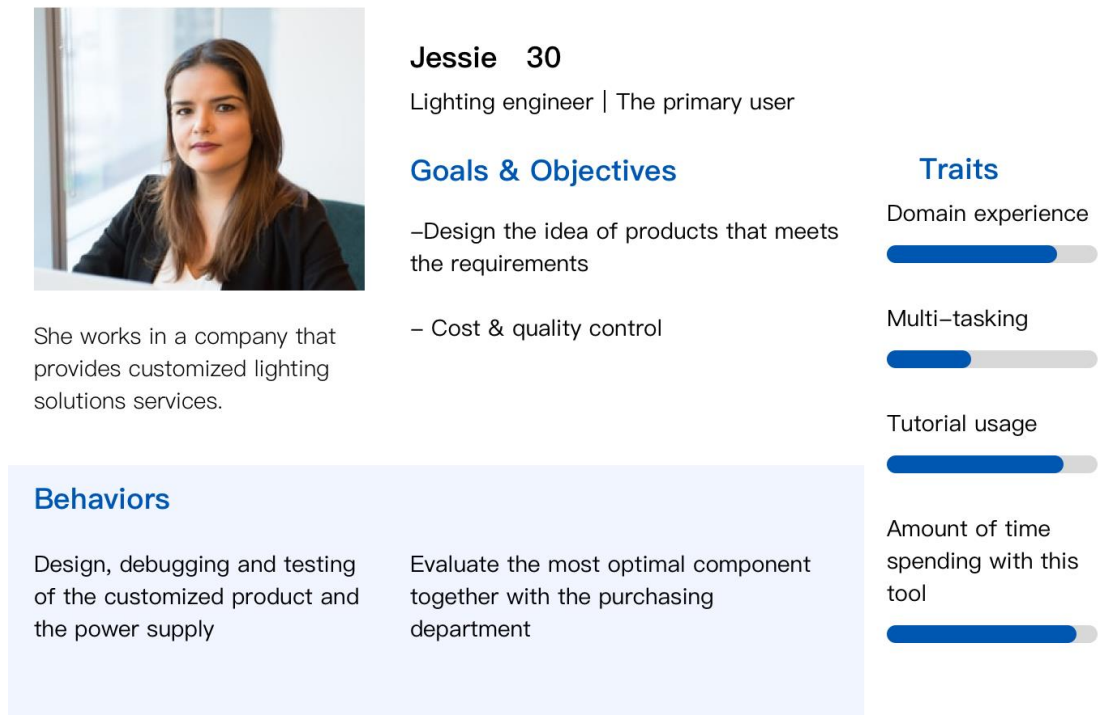 Jessie 30
Lighting engineer | The primary user
Goals & Objectives
–Design the idea of products that meets
the requirements
– Cost & quality control
She works in a company that
provides customized lighting
solutions services.
Behaviors
Design, debugging and testing
of the customized product and
the power supply
Evaluate the most optimal component
together with the purchasing
department
Traits
Domain experience
Multi–tasking
Tutorial usage
Amount of time
spending with this
tool